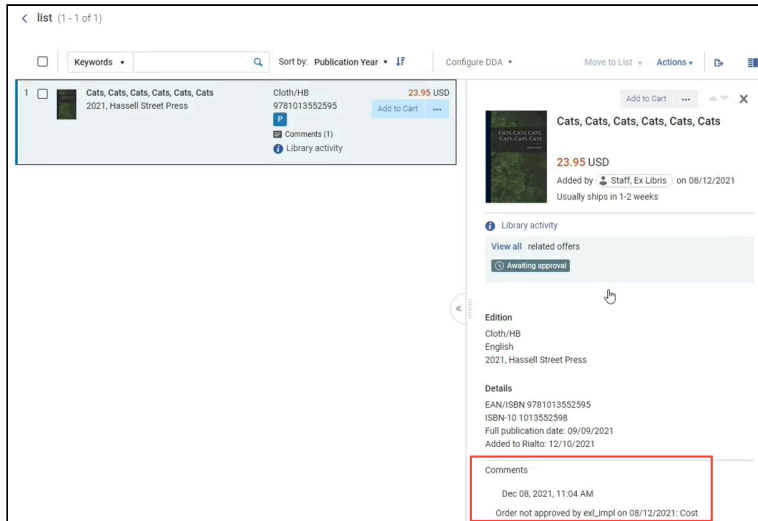 list (1 - 1 of 1)
Keywords
Sort by: Publication Year
Configure DDA
Move to List
Actions
1
Cats, Cats, Cats, Cats, Cats, Cats
2021, Hassell Street Press
Cloth/HB
9781013552595
P
Comments (1)
Library activity
23.95 USD
Add to Cart
Add to Cart
Cats, Cats, Cats, Cats, Cats, Cats
23.95 USD
Added by Staff, Ex Libris on 08/12/2021
Usually ships in 1-2 weeks
Library activity
View all related offers
Awaiting approval
Edition
Cloth/HB
English
2021, Hassell Street Press
Details
EAN/ISBN 9781013552595
ISBN-10 1013552598
Full publication date: 09/09/2021
Added to Rialto: 12/10/2021
Comments
Dec 08, 2021, 11:04 AM
Order not approved by exl_impl on 08/12/2021: Cost